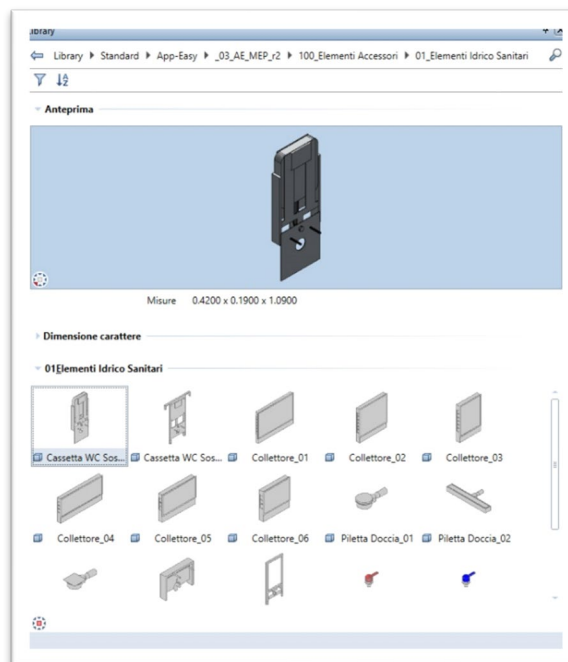 Library
Library Standard App-Easy _03_AE_MEP_r2 100_Elementi Accessori 01_Elementi Idrico Sanitari
Anteprima
Misure 0.4200 x 0.1900 x 1.0900
Dimensione carattere
01Elementi Idrico Sanitari
Cassetta WC Sos... Cassetta WC Sos... Collettore_01 Collettore_02 Collettore_03
Collettore_04 Collettore_05 Collettore_06 Piletta Doccia_01 Piletta Doccia_02